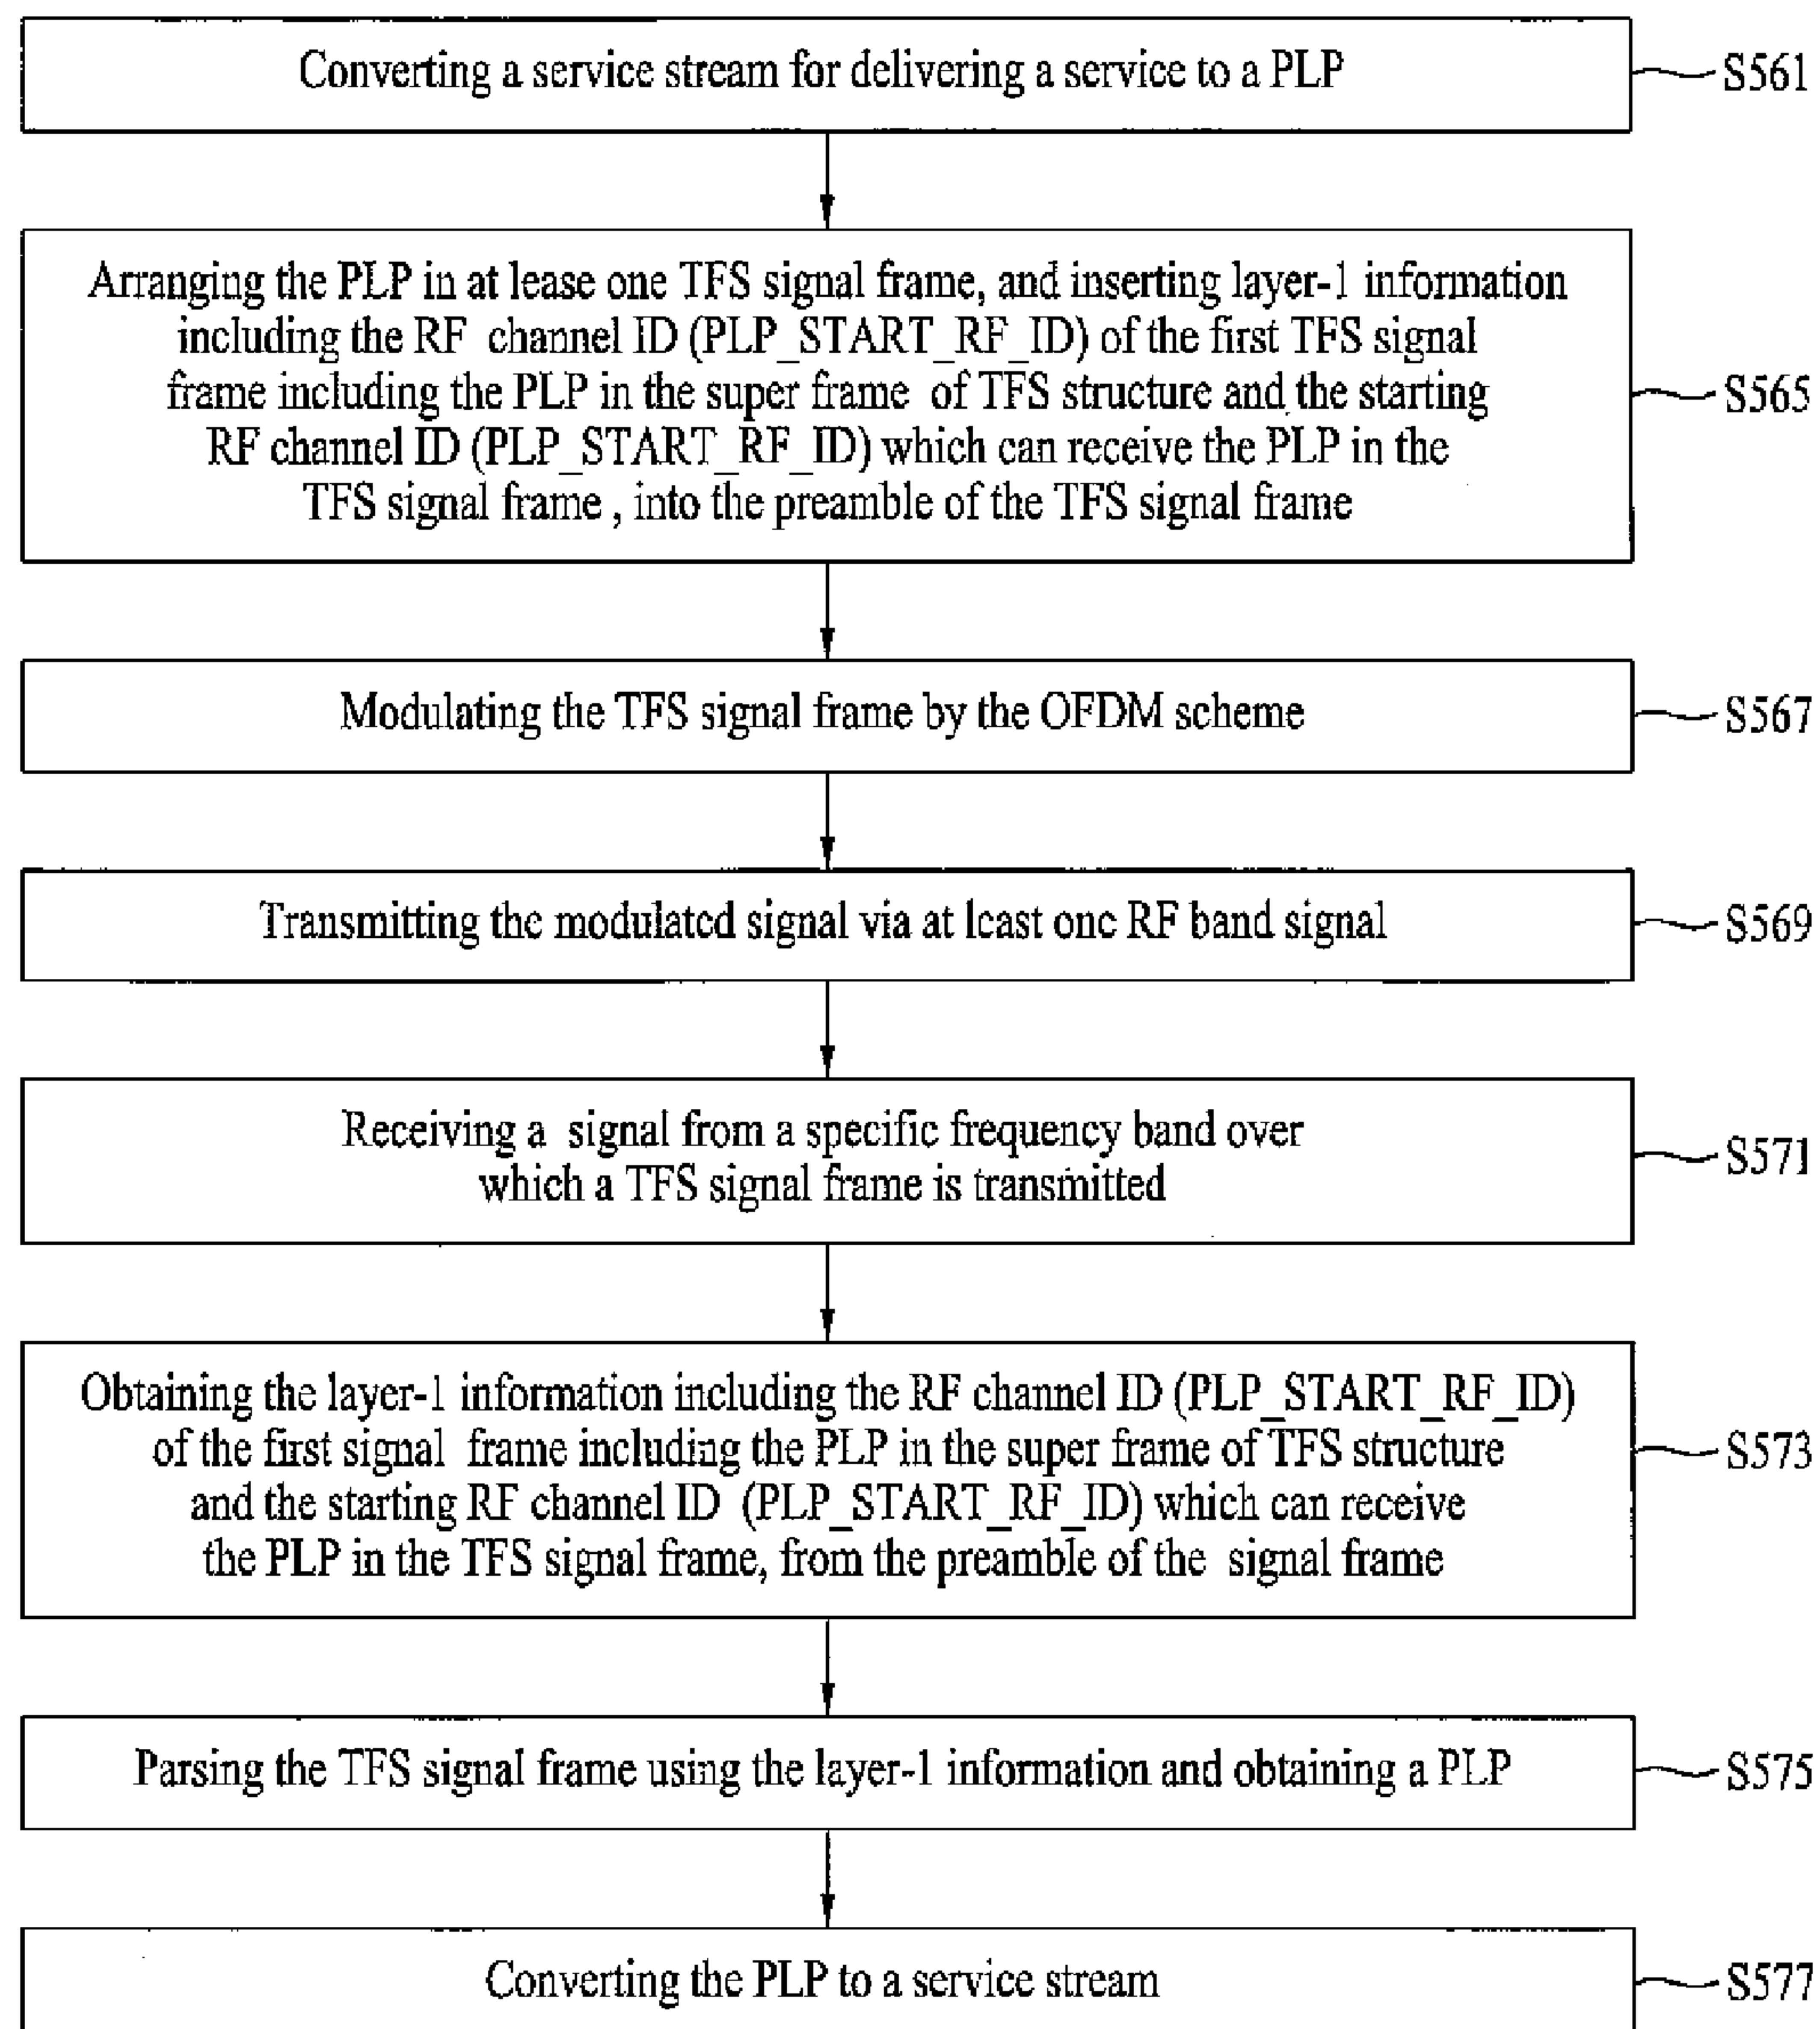 Converting a service stream for delivering a service to a PLP
S561
Arranging the PLP in at lease one TFS signal frame, and inserting layer-1 information
including the RF channel ID (PLP_START_RF_ID) of the first TFS signal
frame including the PLP in the super frame of TFS structure and the starting
RF channel ID (PLP_START_RF_ID) which can receive the PLP in the
TFS signal frame , into the preamble of the TFS signal frame
S565
Modulating the TFS signal frame by the OFDM scheme
S567
Transmitting the modulated signal via at least one RF band signal
S569
Receiving a signal from a specific frequency band over
which a TFS signal frame is transmitted
S571
Obtaining the layer-1 information including the RF channel ID (PLP_START_RF_ID)
of the first signal frame including the PLP in the super frame of TFS structure
and the starting RF channel ID (PLP_START_RF_ID) which can receive
the PLP in the TFS signal frame, from the preamble of the signal frame
S573
Parsing the TFS signal frame using the layer-1 information and obtaining a PLP
S575
Converting the PLP to a service stream
S577